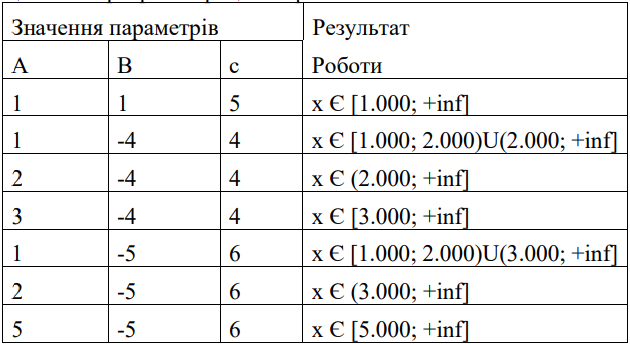 Значення параметрів Результат
A B c Роботи
1 1 5 x Є [1.000; +inf]
1 -4 4 x Є [1.000; 2.000)U(2.000; +inf]
2 -4 4 x Є (2.000; +inf]
3 -4 4 x Є [3.000; +inf]
1 -5 6 x Є [1.000; 2.000)U(3.000; +inf]
2 -5 6 x Є (3.000; +inf]
5 -5 6 x Є [5.000; +inf]